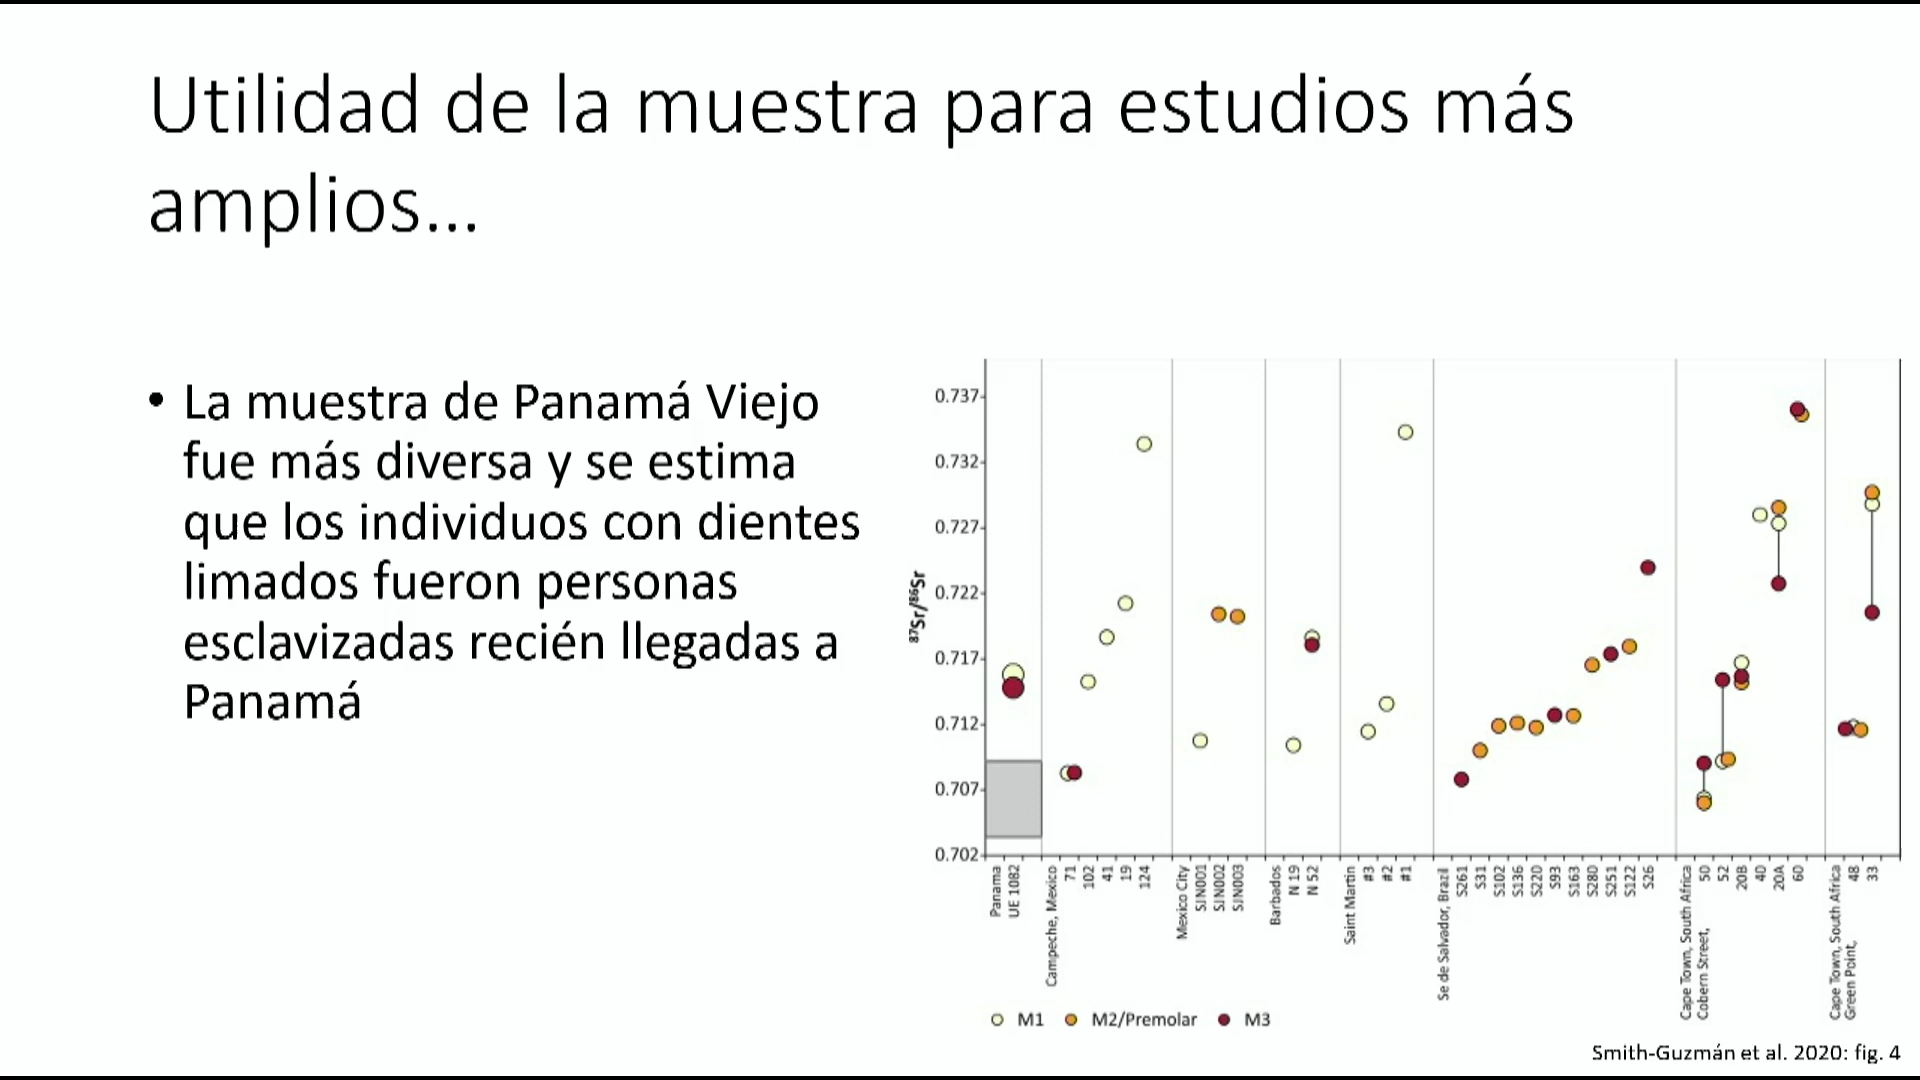 Utilidad de la muestra para estudios más
amplios...
• La muestra de Panamá Viejo
fue más diversa y se estima
que los individuos con dientes
limados fueron personas
esclavizadas recién llegadas a
Panamá
⁸⁷Sr/⁸⁶Sr
0.737
0.732
0.727
0.722
0.717
0.712
0.707
0.702
Panama
UE 1082
Campeche, Mexico
71
102
41
19
124
Mexico City
SJN001
SJN002
SJN003
Barbados
N 19
N 52
Saint Martin
#3
#2
#1
Se de Salvador, Brazil
S261
S31
S102
S136
S220
S93
S163
S280
S251
S122
S26
Cape Town, South Africa
Cobern Street,
50
52
20B
40
20A
60
Cape Town, South Africa
Green Point,
48
33
M1 M2/Premolar M3
Smith-Guzmán et al. 2020: fig. 4